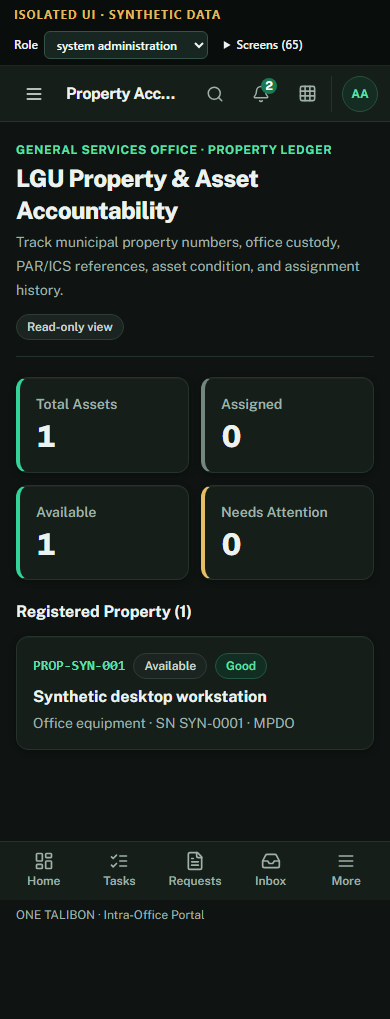 ISOLATED UI · SYNTHETIC DATA
Role system administration ▶ Screens (65)
Property Acc... 2 AA
GENERAL SERVICES OFFICE · PROPERTY LEDGER
LGU Property & Asset
Accountability
Track municipal property numbers, office custody,
PAR/ICS references, asset condition, and assignment
history.
Read-only view
Total Assets
1
Assigned
0
Available
1
Needs Attention
0
Registered Property (1)
PROP-SYN-001 Available Good
Synthetic desktop workstation
Office equipment · SN SYN-0001 · MPDO
Home Tasks Requests Inbox More
ONE TALIBON · Intra-Office Portal